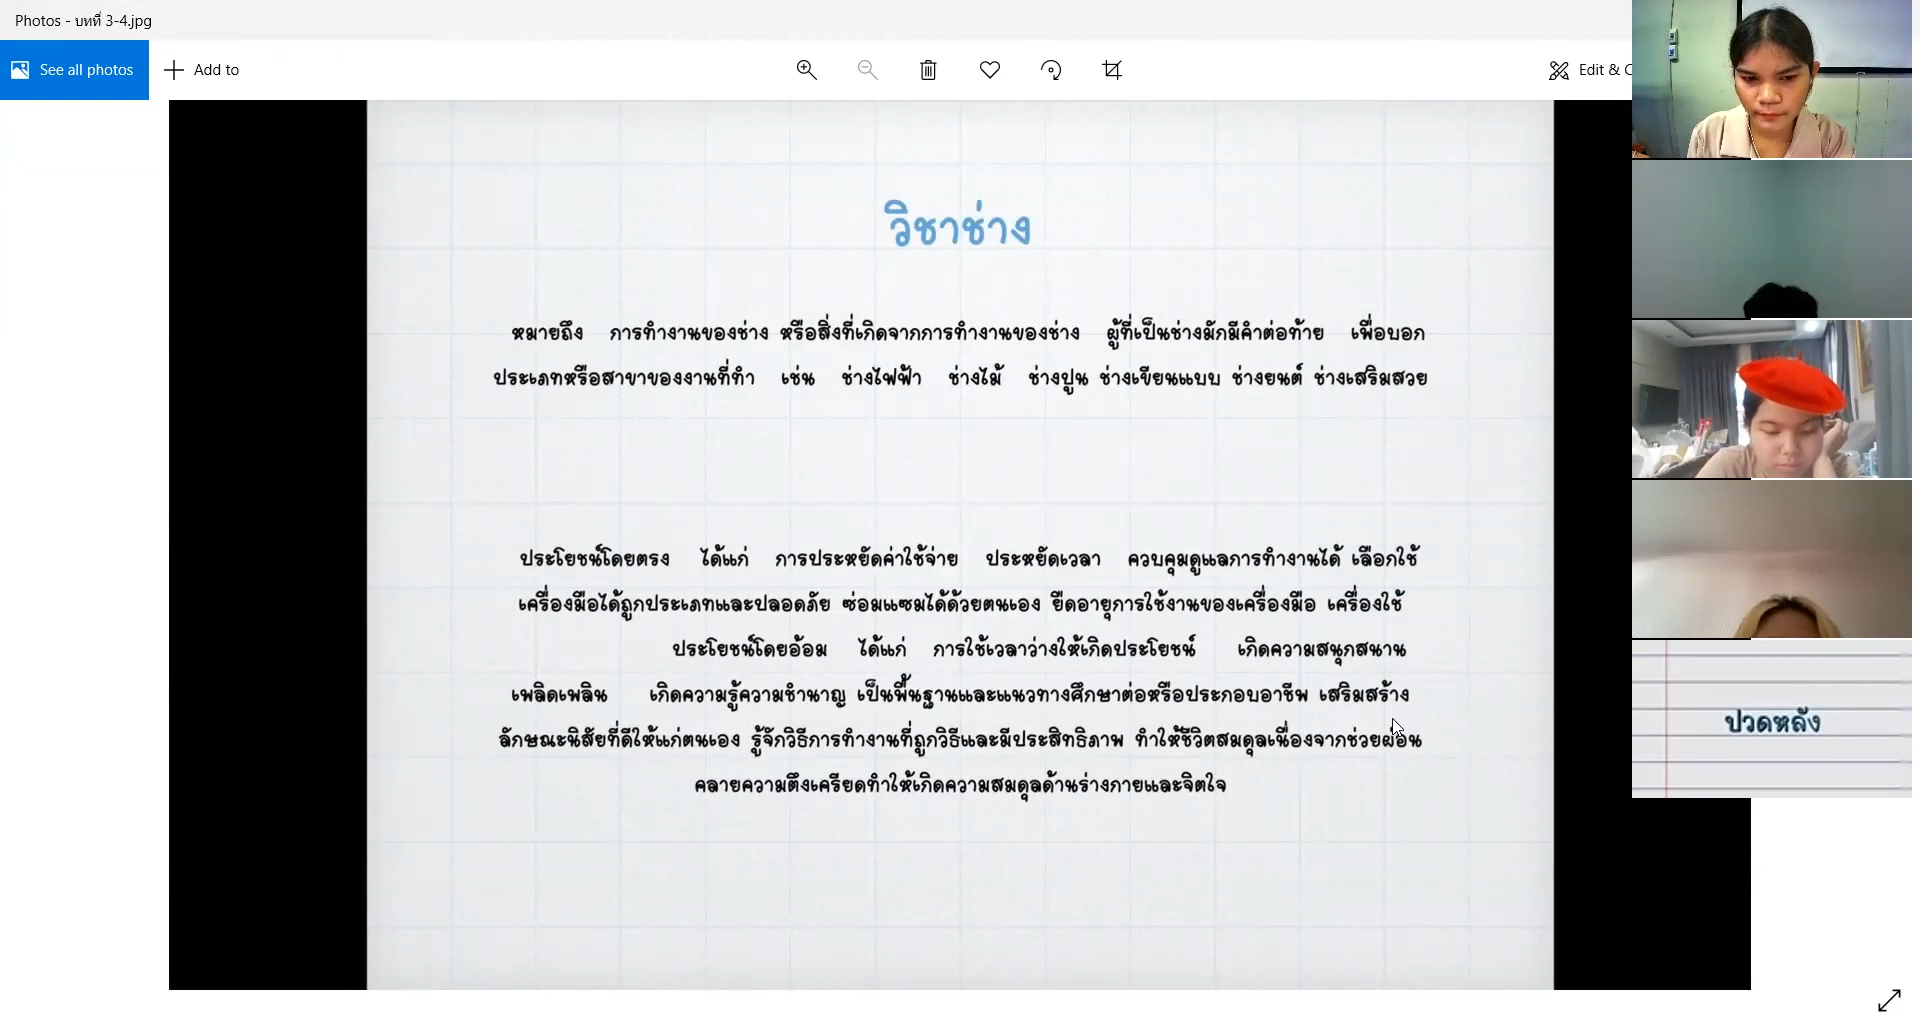 Photos - บทที่ 3-4.jpg
See all photos
Add to
Edit & C
วิชาช่าง
หมายถึง การทำงานของช่าง หรือสิ่งที่เกิดจากการทำงานของช่าง ผู้ที่เป็นช่างมักมีคำต่อท้าย เพื่อบอก
ประเภทหรือสาขาของงานที่ทำ เช่น ช่างไฟฟ้า ช่างไม้ ช่างปูน ช่างเขียนแบบ ช่างยนต์ ช่างเสริมสวย
ประโยชน์โดยตรง ได้แก่ การประหยัดค่าใช้จ่าย ประหยัดเวลา ควบคุมดูแลการทำงานได้ เลือกใช้
เครื่องมือได้ถูกประเภทและปลอดภัย ซ่อมแซมได้ด้วยตนเอง ยืดอายุการใช้งานของเครื่องมือ เครื่องใช้
ประโยชน์โดยอ้อม ได้แก่ การใช้เวลาว่างให้เกิดประโยชน์ เกิดความสนุกสนาน
เพลิดเพลิน เกิดความรู้ความชำนาญ เป็นพื้นฐานและแนวทางศึกษาต่อหรือประกอบอาชีพ เสริมสร้าง
ลักษณะนิสัยที่ดีให้แก่ตนเอง รู้จักวิธีการทำงานที่ถูกวิธีและมีประสิทธิภาพ ทำให้ชีวิตสมดุลเนื่องจากช่วยผ่อน
คลายความตึงเครียดทำให้เกิดความสมดุลด้านร่างกายและจิตใจ
ปวดหลัง